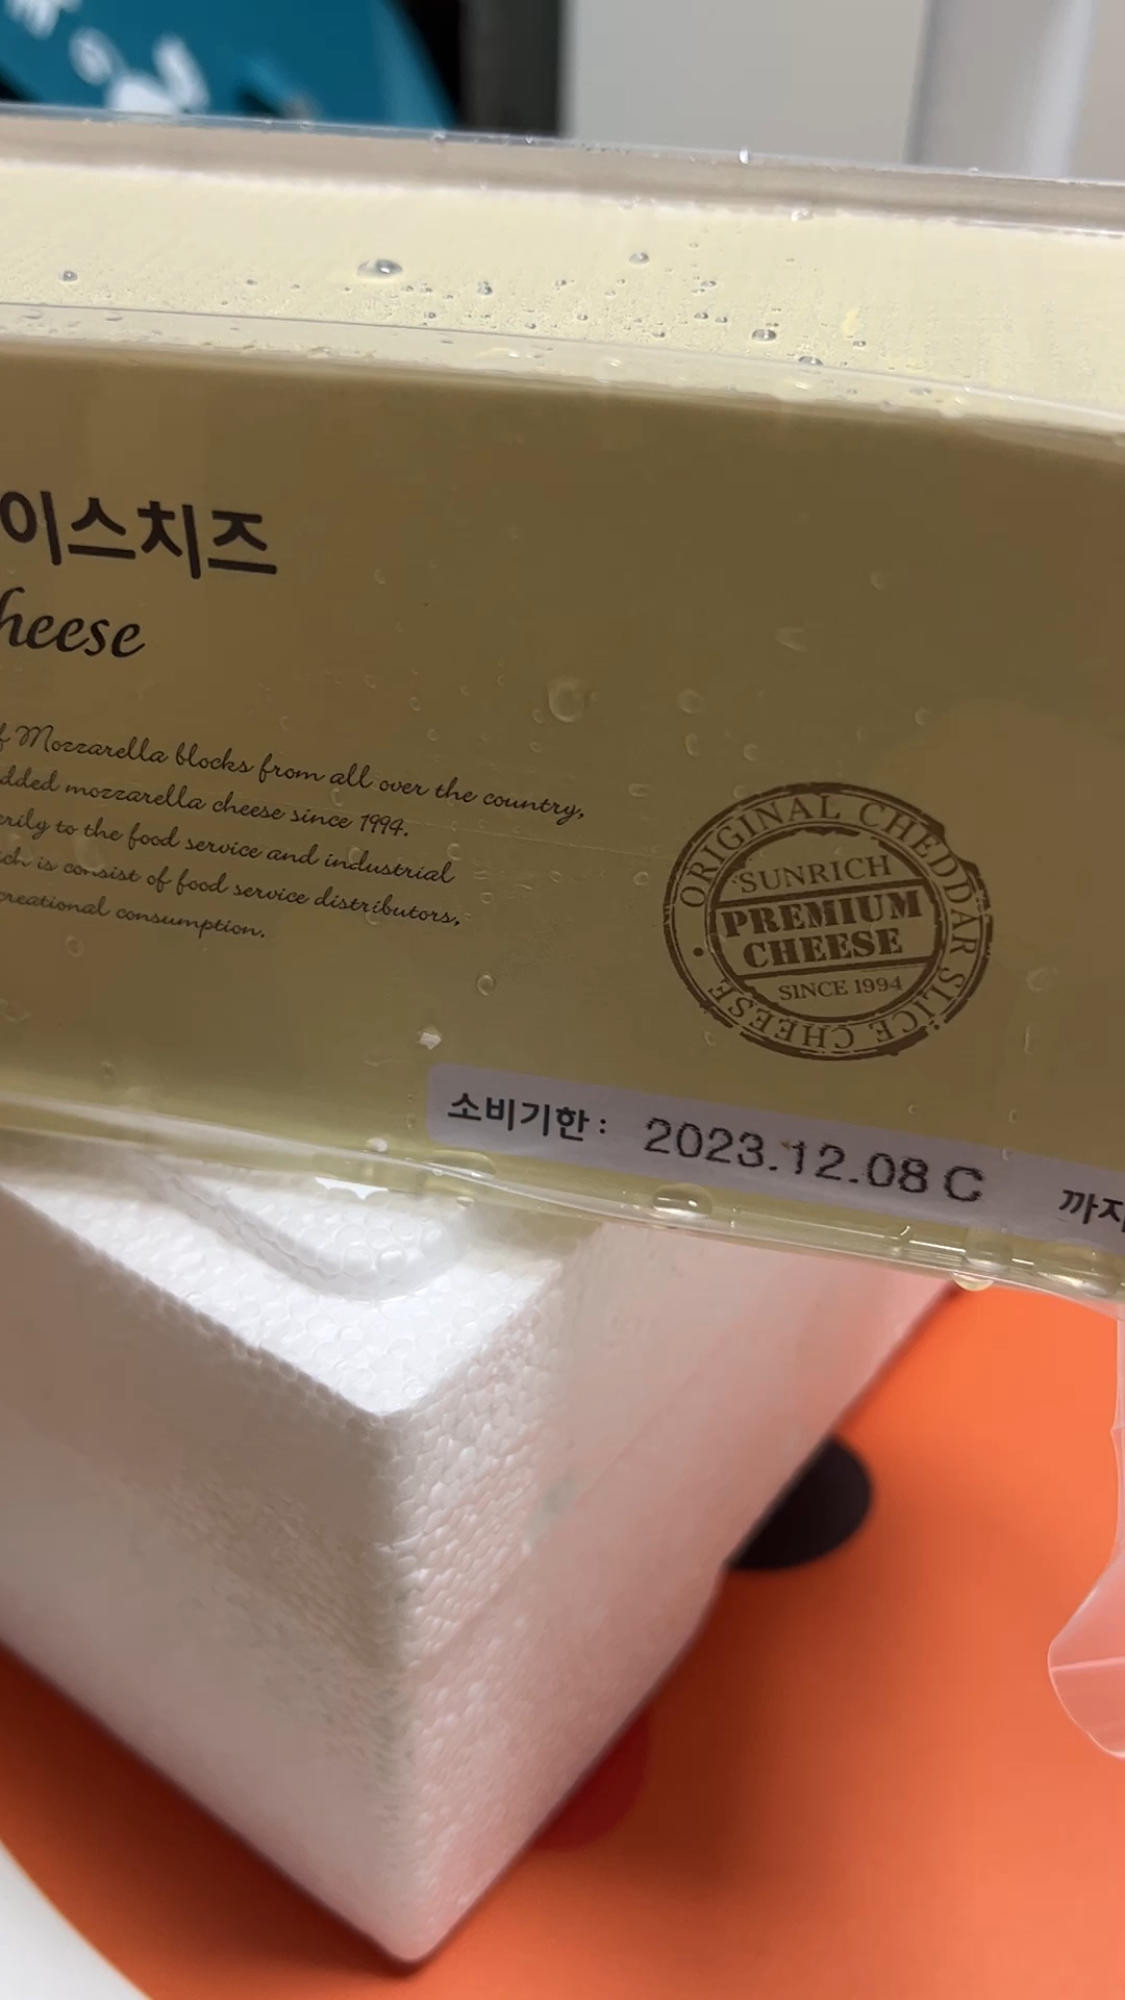 이스치즈
heese
f Mozzarella blocks from all over the country,
dded mozzarella cheese since 1994.
erily to the food service and industrial
ich is consist of food service distributors,
creational consumption.
ORIGINAL CHEDDAR SLICE CHEESE
SUNRICH
PREMIUM
CHEESE
SINCE 1994
소비기한 : 2023.12.08 C 까지